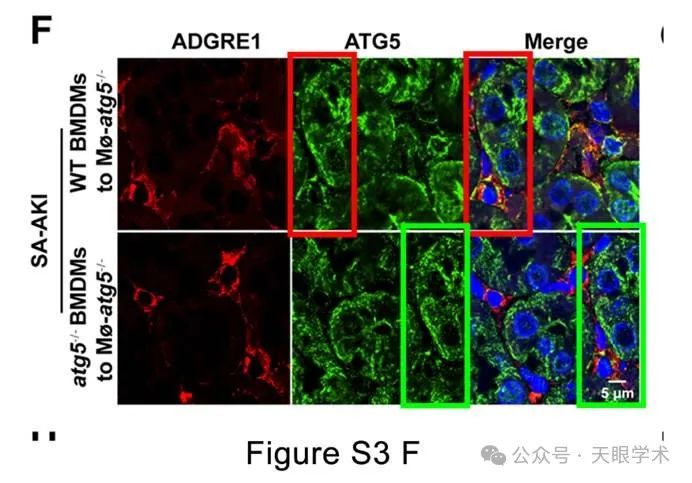 F
ADGRE1 ATG5 Merge
SA-AKI
WT BMDMs
to Mø-atg5-/-
atg5-/- BMDMs
to Mø-atg5-/-
5 µm
Figure S3 F
公众号 · 天眼学术